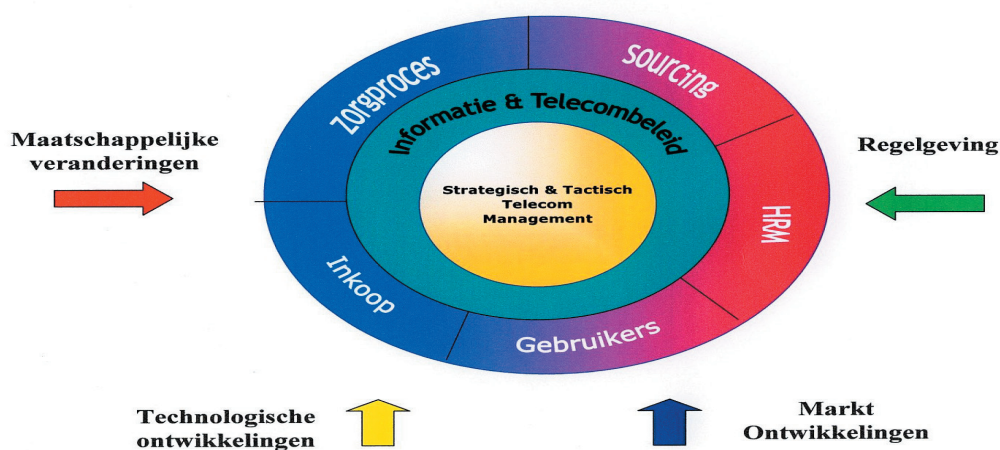 Zorgproces
sourcing
Informatie & Telecombeleid
Maatschappelijke
veranderingen
Regelgeving
Strategisch & Tactisch
Telecom
Management
HRM
Inkoop
Gebruikers
Technologische
ontwikkelingen
Markt
Ontwikkelingen